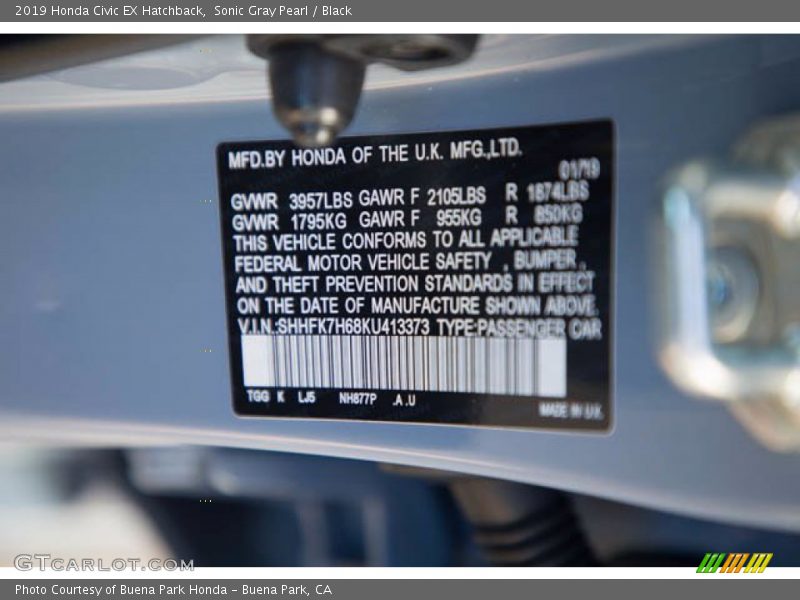 2019 Honda Civic EX Hatchback,  Sonic Gray Pearl / Black
MFD.BY HONDA OF THE U.K. MFG.,LTD.
01/19
GVWR 3957LBS GAWR F 2105LBS R 1874LBS
GVWR 1795KG GAWR F 955KG R 850KG
THIS VEHICLE CONFORMS TO ALL APPLICABLE
FEDERAL MOTOR VEHICLE SAFETY , BUMPER ,
AND THEFT PREVENTION STANDARDS IN EFFECT
ON THE DATE OF MANUFACTURE SHOWN ABOVE.
V.I.N.:SHHFK7H68KU413373 TYPE:PASSENGER CAR
TGG K LJ5 NH877P .A .U
MADE IN U.K.
GTCARLOT.COM
Photo Courtesy of Buena Park Honda - Buena Park, CA